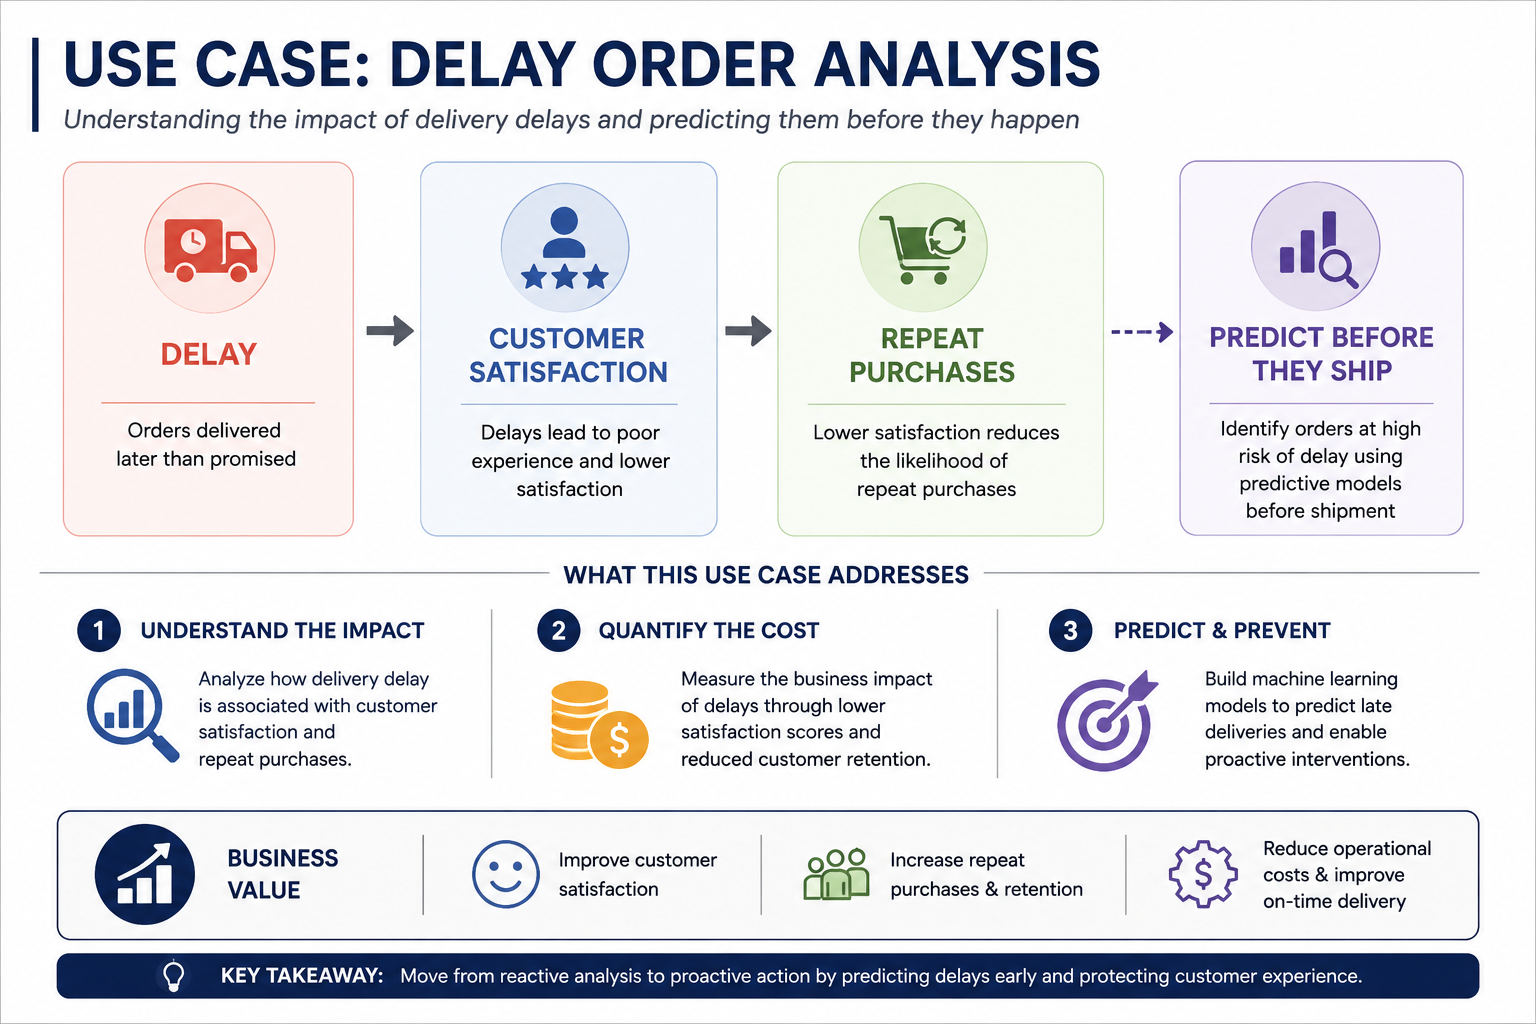 USE CASE: DELAY ORDER ANALYSIS
Understanding the impact of delivery delays and predicting them before they happen
DELAY
Orders delivered
later than promised
CUSTOMER
SATISFACTION
Delays lead to poor
experience and lower
satisfaction
REPEAT
PURCHASES
Lower satisfaction reduces
the likelihood of
repeat purchases
PREDICT BEFORE
THEY SHIP
Identify orders at high
risk of delay using
predictive models
before shipment
WHAT THIS USE CASE ADDRESSES
1 UNDERSTAND THE IMPACT
Analyze how delivery delay
is associated with customer
satisfaction and
repeat purchases.
2 QUANTIFY THE COST
$
Measure the business impact
of delays through lower
satisfaction scores and
reduced customer retention.
3 PREDICT & PREVENT
Build machine learning
models to predict late
deliveries and enable
proactive interventions.
BUSINESS
VALUE
Improve customer
satisfaction
Increase repeat
purchases & retention
$
Reduce operational
costs & improve
on-time delivery
KEY TAKEAWAY: Move from reactive analysis to proactive action by predicting delays early and protecting customer experience.